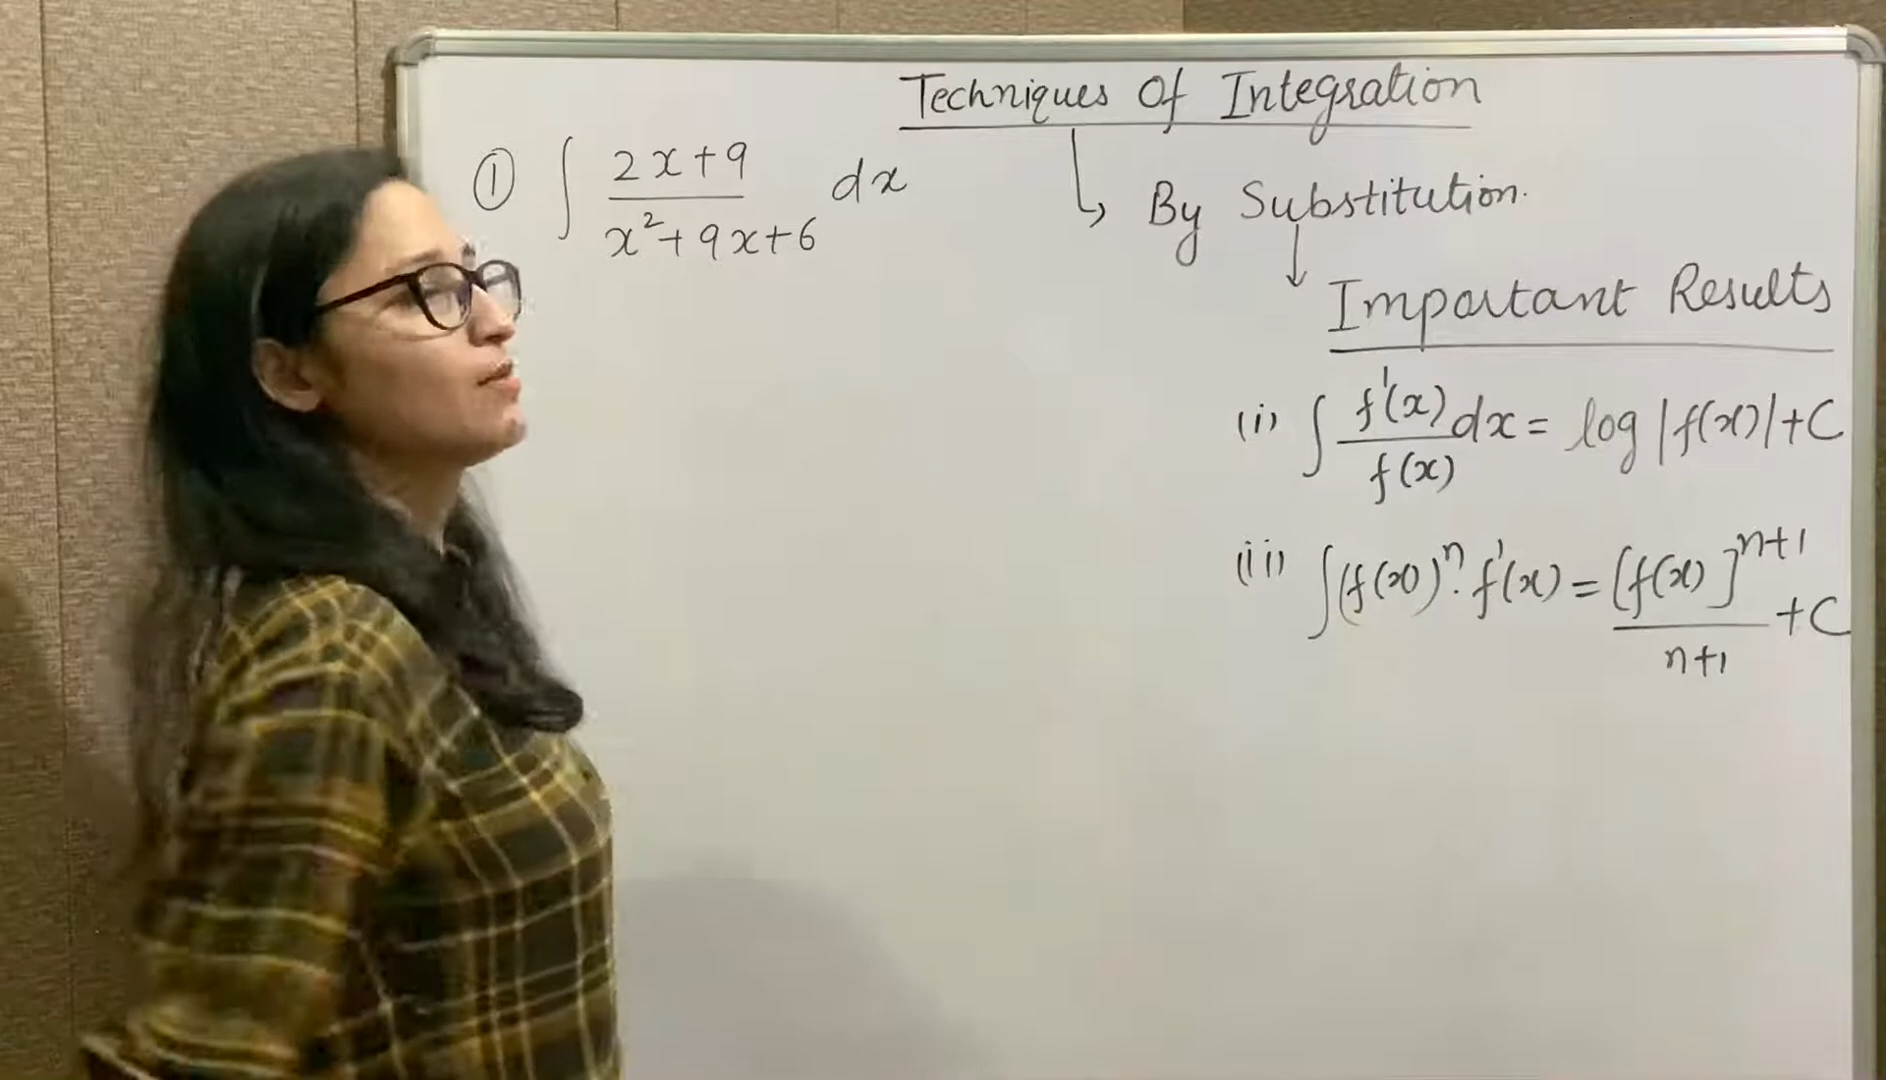 Techniques Of Integration
① ∫ (2x+9)/(x²+9x+6) dx
↳ By Substitution.
↓
Important Results
(i) ∫ f'(x)/f(x) dx = log |f(x)|+C
(ii) ∫(f(x))ⁿ. f'(x) = [f(x)]ⁿ⁺¹/(n+1) +C